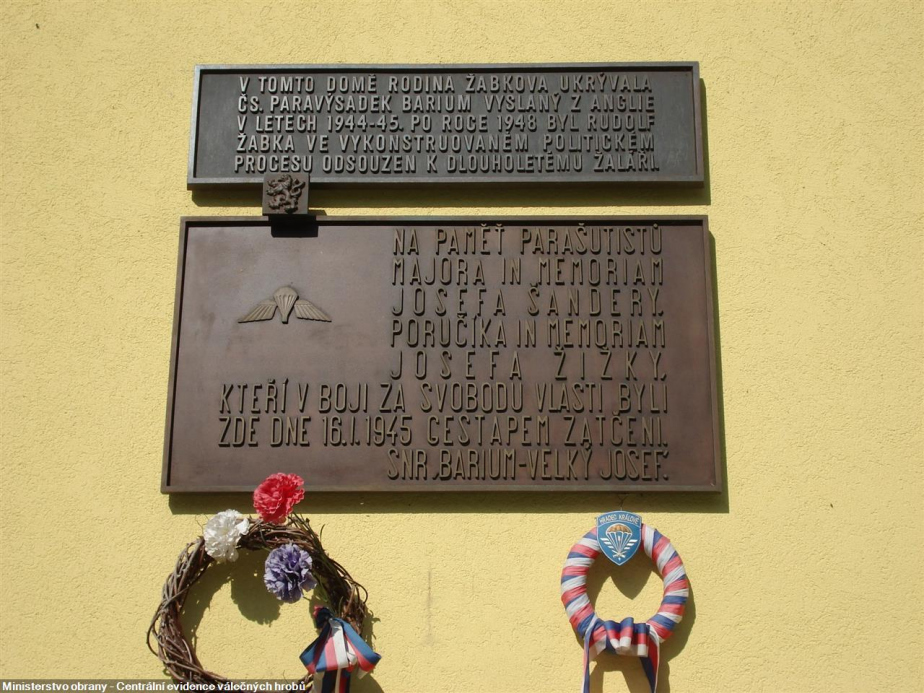 V TOMTO DOMĚ RODINA ŽABKOVA UKRÝVALA
ČS. PARAVÝSADEK BARIUM VYSLANÝ Z ANGLIE
V LETECH 1944-45. PO ROCE 1948 BYL RUDOLF
ŽABKA VE VYKONSTRUOVANÉM POLITICKÉM
PROCESU ODSOUZEN K DLOUHOLETÉMU ŽALÁŘI.
NA PAMĚŤ PARAŠUTISTŮ
MAJORA IN MEMORIAM
JOSEFA ŠANDERY.
PORUČÍKA IN MEMORIAM
JOSEFA ŽIŽKY.
KTEŘÍ V BOJI ZA SVOBODU VLASTI BYLI
ZDE DNE 16.I.1945 GESTAPEM ZATČENI.
SNR. BARIUM-VELKÝ JOSEF.
HRADEC KRÁLOVÉ
Ministerstvo obrany - Centrální evidence válečných hrobů